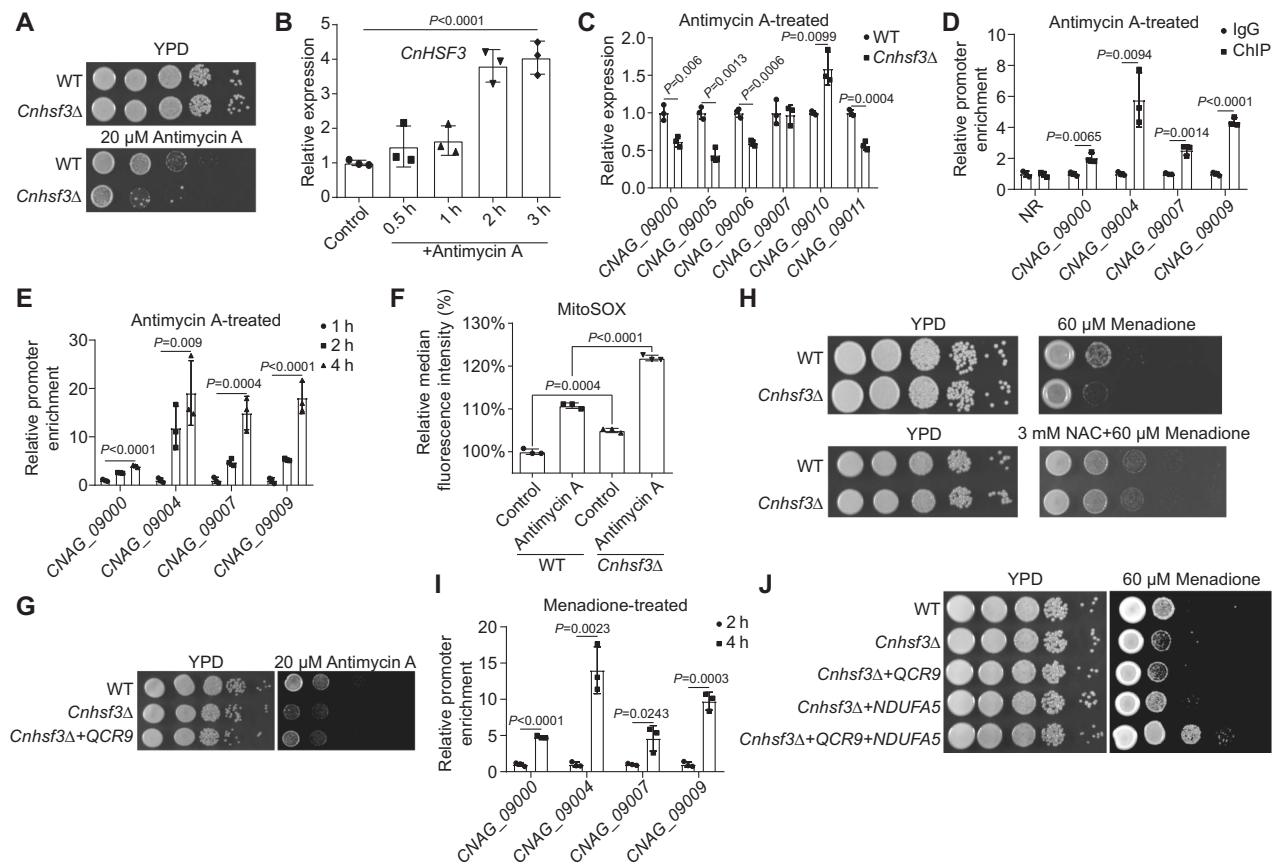 A
YPD
WT
Cnhsf3Δ
20 µM Antimycin A
WT
Cnhsf3Δ
B
P<0.0001
CnHSF3
Relative expression
6
4
3
1
0
Control
0.5 h
1 h
2 h
3 h
+Antimycin A
C
Antimycin A-treated
WT
Cnhsf3Δ
P=0.006
P=0.0013
P=0.0006
P=0.0099
P=0.0004
Relative expression
2.0
1.5
1.0
0.5
0.0
CNAG_09000
CNAG_09005
CNAG_09006
CNAG_09007
CNAG_09010
CNAG_09011
D
Antimycin A-treated
IgG
ChIP
P=0.0065
P=0.0094
P=0.0014
P<0.0001
Relative promoter
enrichment
10
8
6
4
2
0
NR
CNAG_09000
CNAG_09004
CNAG_09007
CNAG_09009
E
Antimycin A-treated
1 h
2 h
4 h
P<0.0001
P=0.009
P=0.0004
P<0.0001
Relative promoter
enrichment
30
20
10
0
CNAG_09000
CNAG_09004
CNAG_09007
CNAG_09009
F
MitoSOX
P=0.0004
P<0.0001
Relative median
fluorescence intensity (%)
130%
120%
110%
100%
Control
Antimycin A
Control
Antimycin A
WT
Cnhsf3Δ
H
YPD
60 µM Menadione
WT
Cnhsf3Δ
YPD
3 mM NAC+60 µM Menadione
WT
Cnhsf3Δ
G
YPD
20 µM Antimycin A
WT
Cnhsf3Δ
Cnhsf3Δ+QCR9
I
Menadione-treated
2 h
4 h
P<0.0001
P=0.0023
P=0.0243
P=0.0003
Relative promoter
enrichment
20
15
10
5
0
CNAG_09000
CNAG_09004
CNAG_09007
CNAG_09009
J
YPD
60 µM Menadione
WT
Cnhsf3Δ
Cnhsf3Δ+QCR9
Cnhsf3Δ+NDUFA5
Cnhsf3Δ+QCR9+NDUFA5